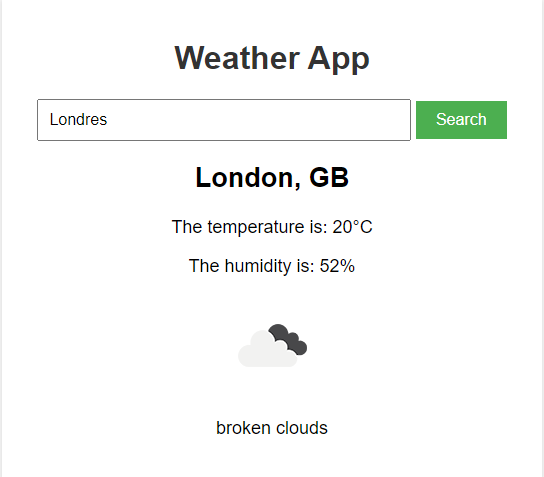 Weather App
Londres
Search
London, GB
The temperature is: 20°C
The humidity is: 52%
broken clouds